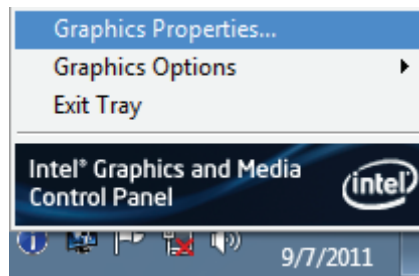 Graphics Properties...
Graphics Options
Exit Tray
Intel® Graphics and Media
Control Panel
intel
9/7/2011